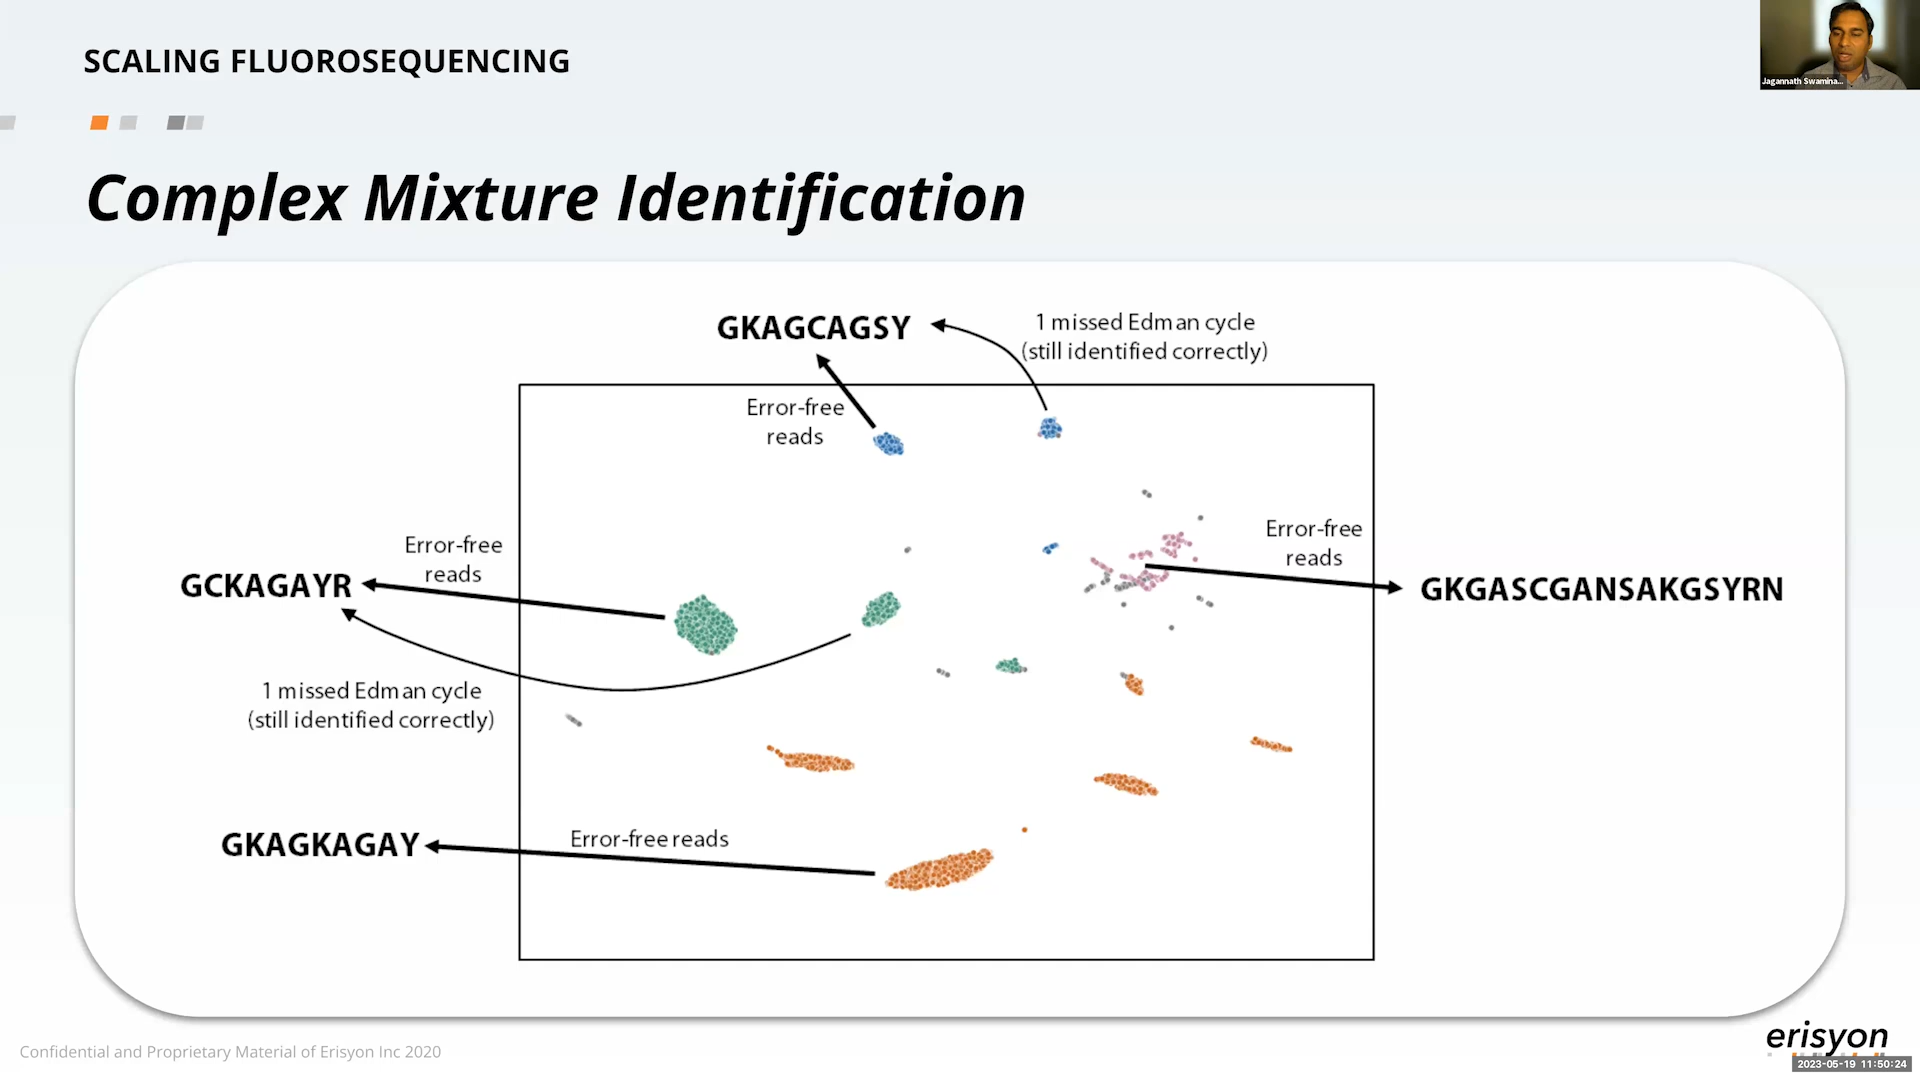 SCALING FLUOROSEQUENCING
Jagannath Swamina...
Complex Mixture Identification
GKAGCAGSY
1 missed Edman cycle
(still identified correctly)
Error-free
reads
Error-free
reads
GCKAGAYR
Error-free
reads
GKGASCGANSAKGSYRN
1 missed Edman cycle
(still identified correctly)
GKAGKAGAY
Error-free reads
Confidential and Proprietary Material of Erisyon Inc 2020
erisyon
2023-05-19 11:50:24